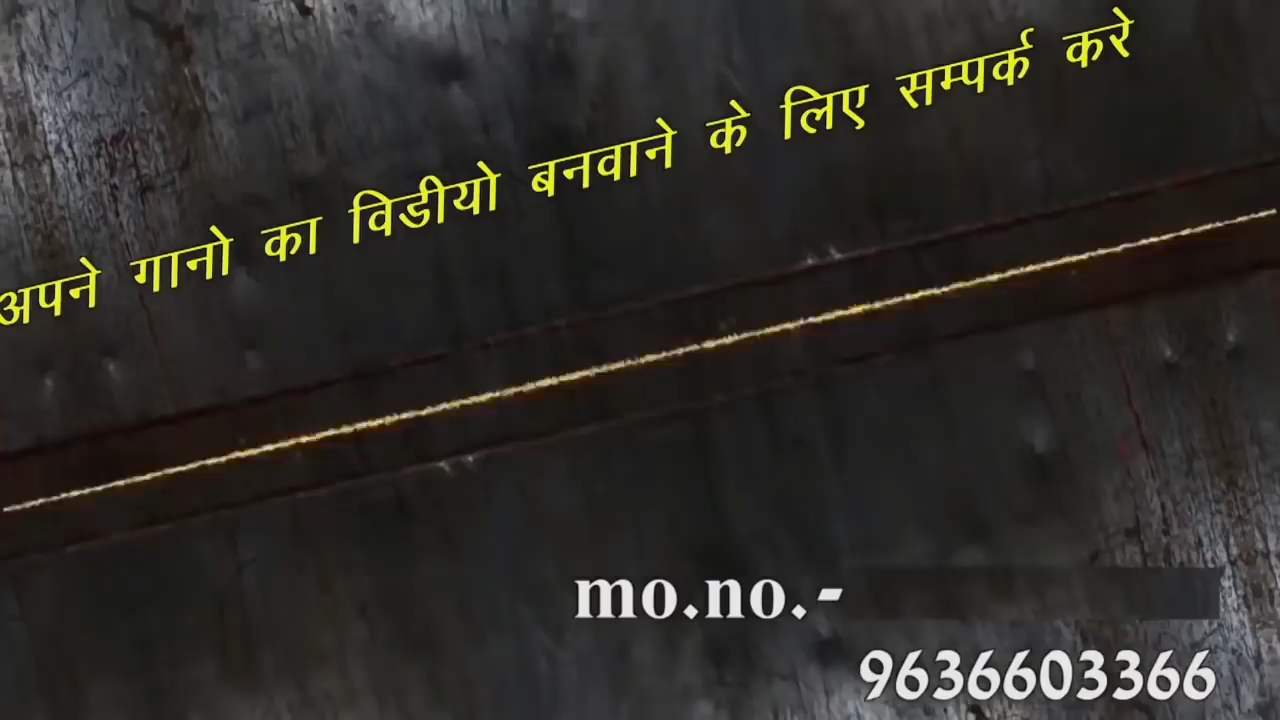 अपने गानो का विडीयो बनवाने के लिए सम्पर्क करे
mo.no.-
9636603366